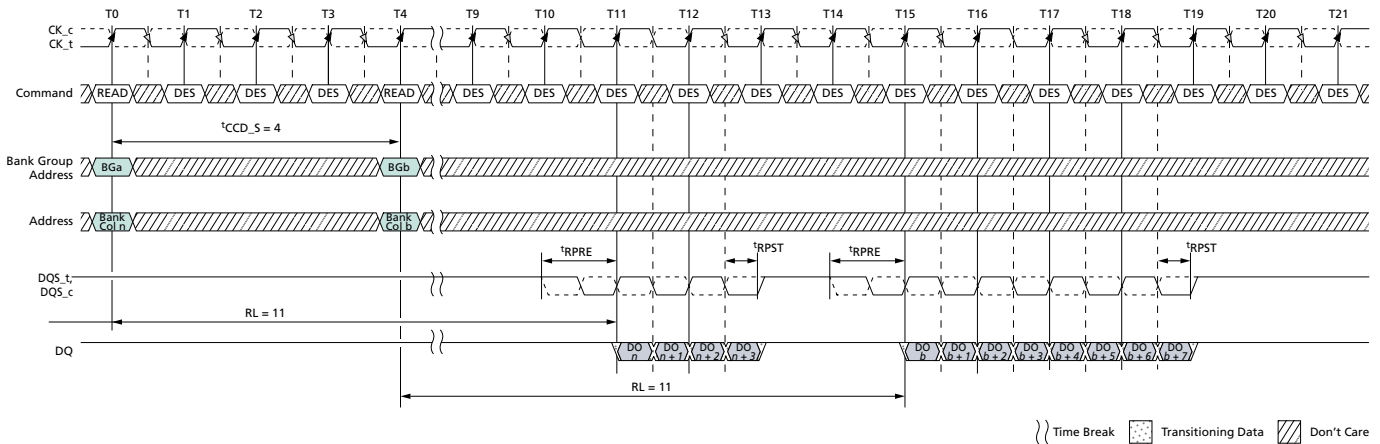 T0 T1 T2 T3 T4 T9 T10 T11 T12 T13 T14 T15 T16 T17 T18 T19 T20 T21
CK_c
CK_t
Command READ DES DES DES READ DES DES DES DES DES DES DES DES DES DES DES DES DES
tCCD_S = 4
Bank Group
Address
BGa BGb
Address
Bank
Col n
Bank
Col b
tRPRE tRPST tRPRE tRPST
DQS_t,
DQS_c
RL = 11
DQ
DO
n
DO
n + 1
DO
n + 2
DO
n + 3
DO
b
DO
b + 1
DO
b + 2
DO
b + 3
DO
b + 4
DO
b + 5
DO
b + 6
DO
b + 7
RL = 11
Time Break Transitioning Data Don't Care